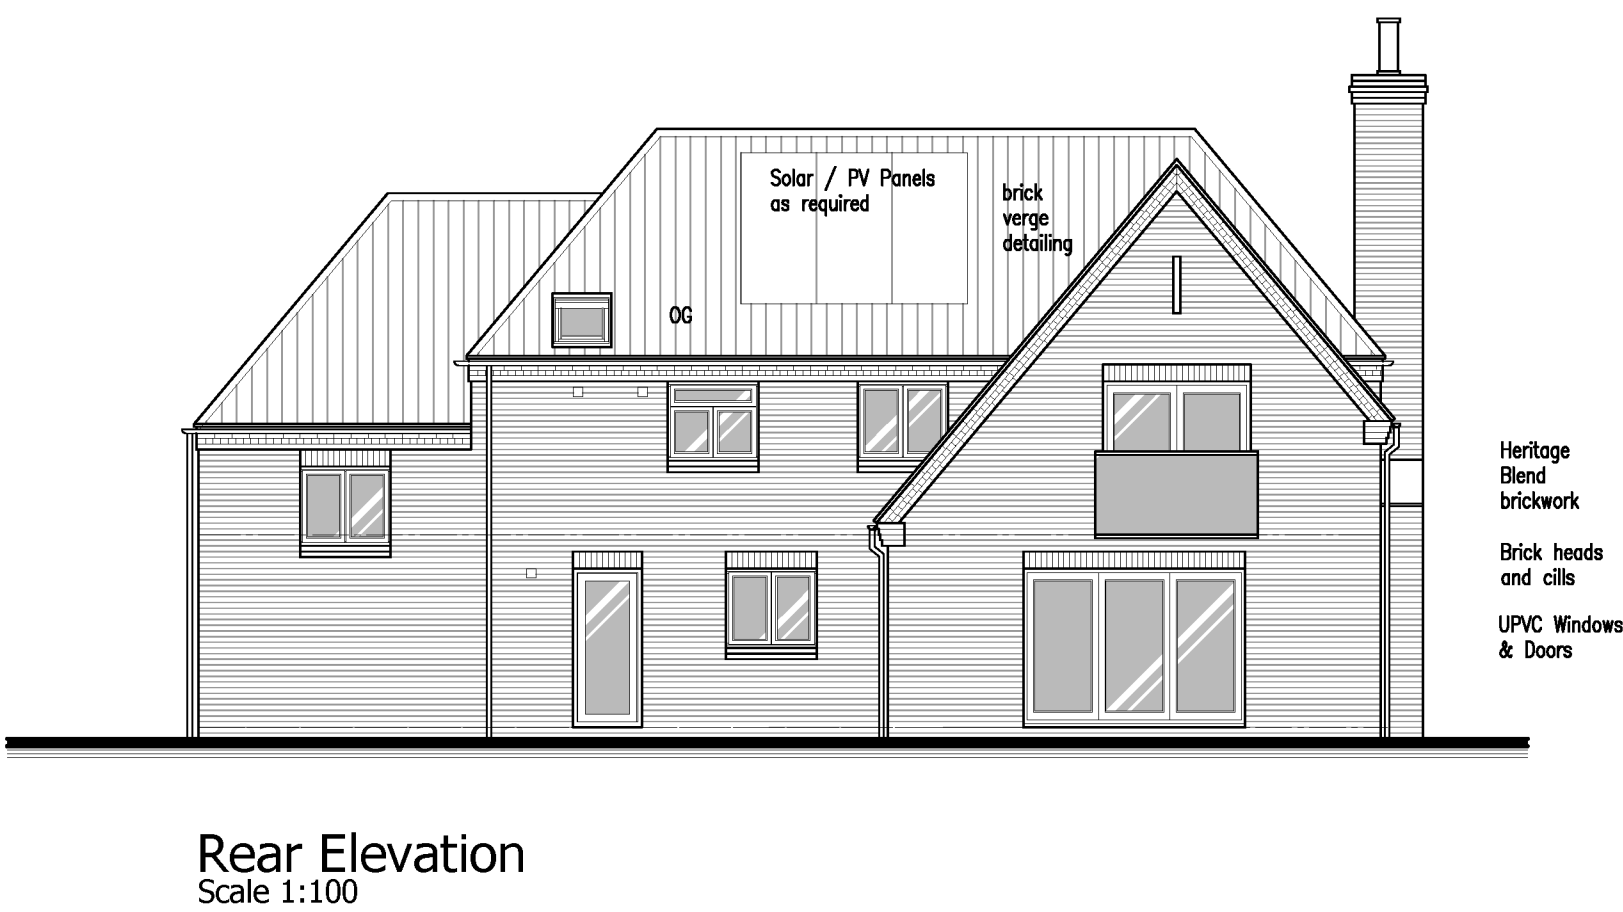 Solar / PV Panels
as required
brick
verge
detailing
OG
Heritage
Blend
brickwork
Brick heads
and cills
UPVC Windows
& Doors
Rear Elevation
Scale 1:100